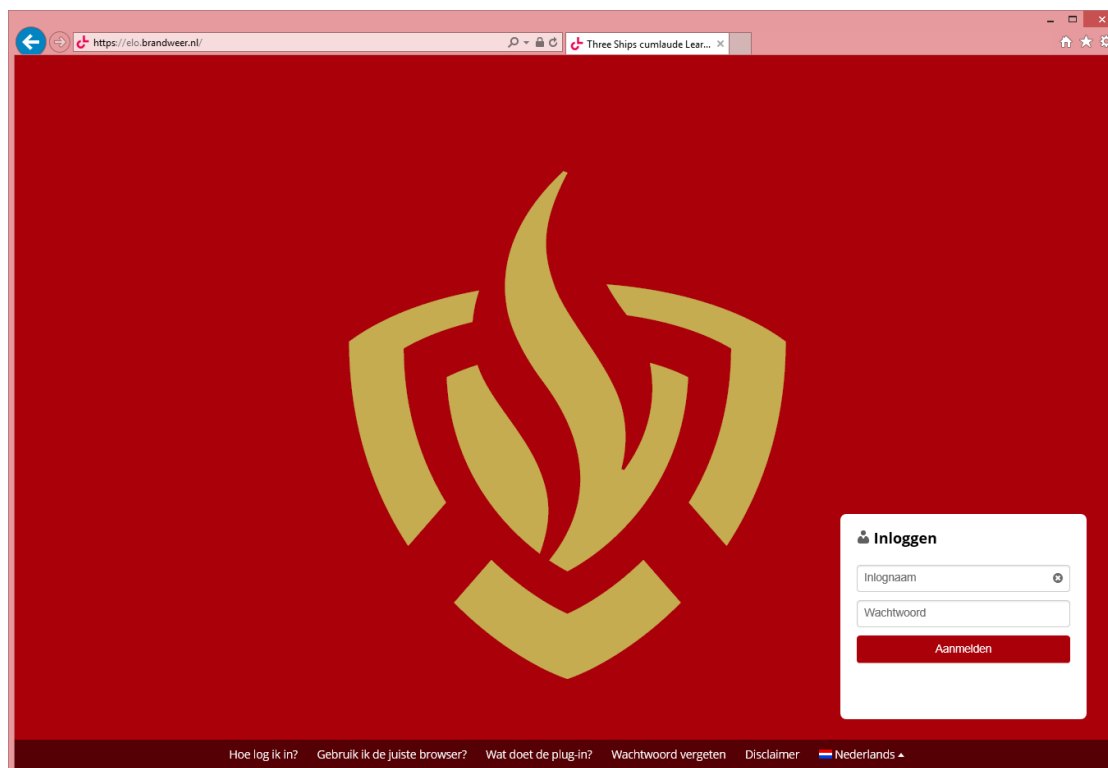 https://elo.brandweer.nl/
Three Ships cumlaude Lear...
Inloggen
Inlognaam
Wachtwoord
Aanmelden
Hoe log ik in? Gebruik ik de juiste browser? Wat doet de plug-in? Wachtwoord vergeten Disclaimer Nederlands